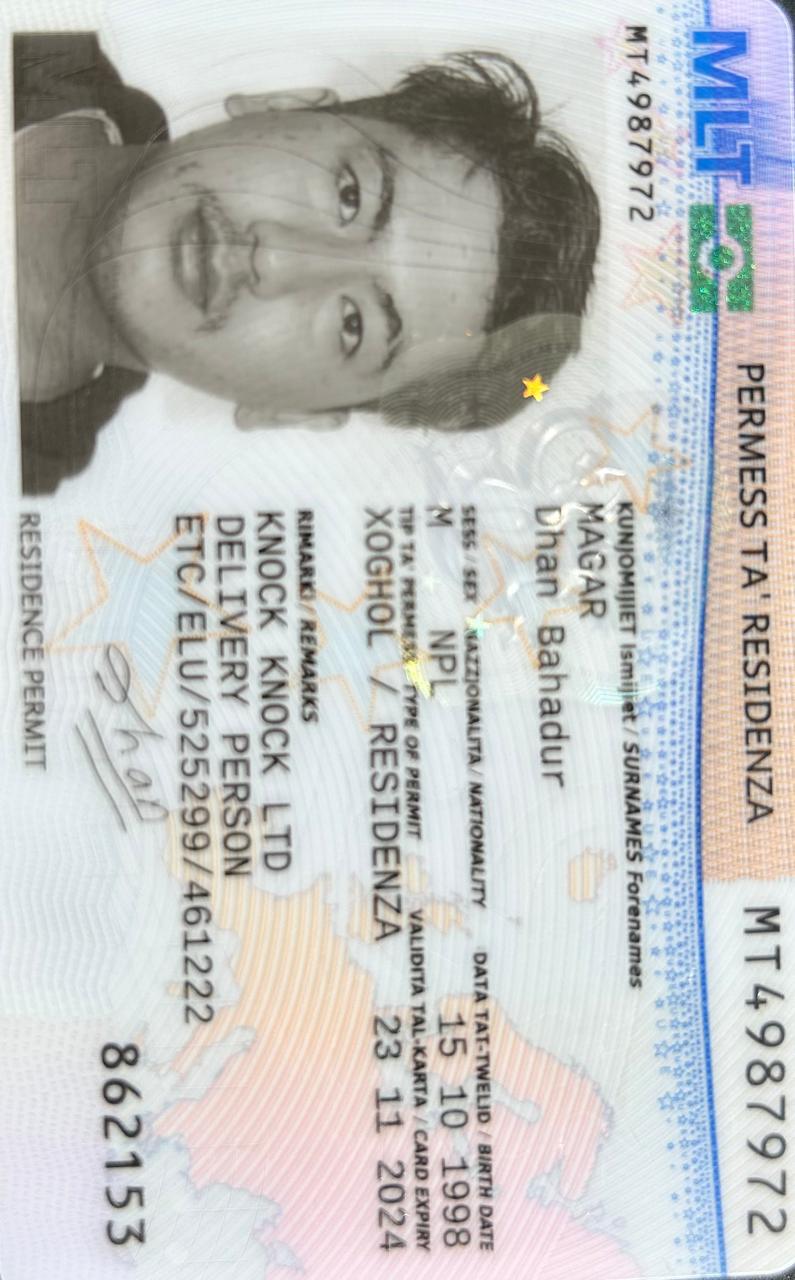 PERMESS TA' RESIDENZA
MT4987972
MLT
MT4987972
KUNJOMIJIET Ismijiet / SURNAMES Forenames
MAGAR
Dhan Bahadur
SESS / SEX NAZZJONALITA / NATIONALITY DATA TAT-TWELID / BIRTH DATE
M NPL 15 10 1998
TIP TA' PERMESS / TYPE OF PERMIT VALIDITA TAL-KARTA / CARD EXPIRY
XOGHOL / RESIDENZA 23 11 2024
RIMARKI / REMARKS
KNOCK KNOCK LTD
DELIVERY PERSON
ETC/ELU/525299/461222
Dhan
862153
MLT
RESIDENCE PERMIT